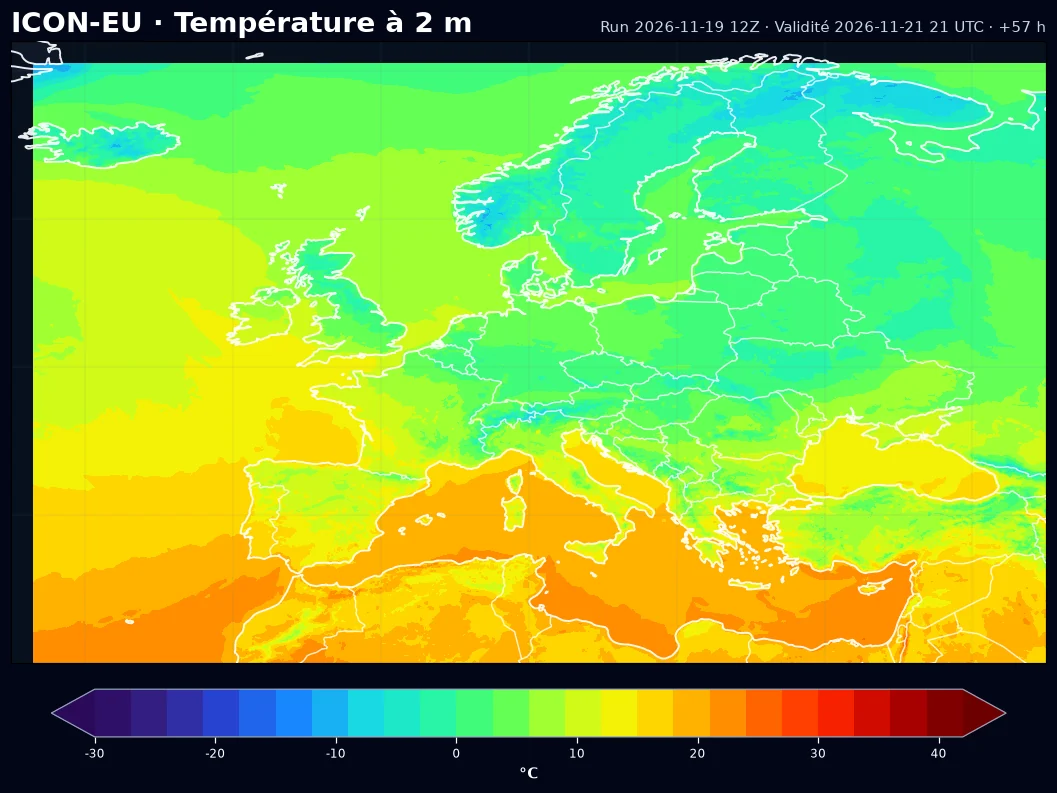 ICON-EU · Température à 2 m
Run 2026-11-19 12Z · Validité 2026-11-21 21 UTC · +57 h
-30 -20 -10 0 10 20 30 40
°C